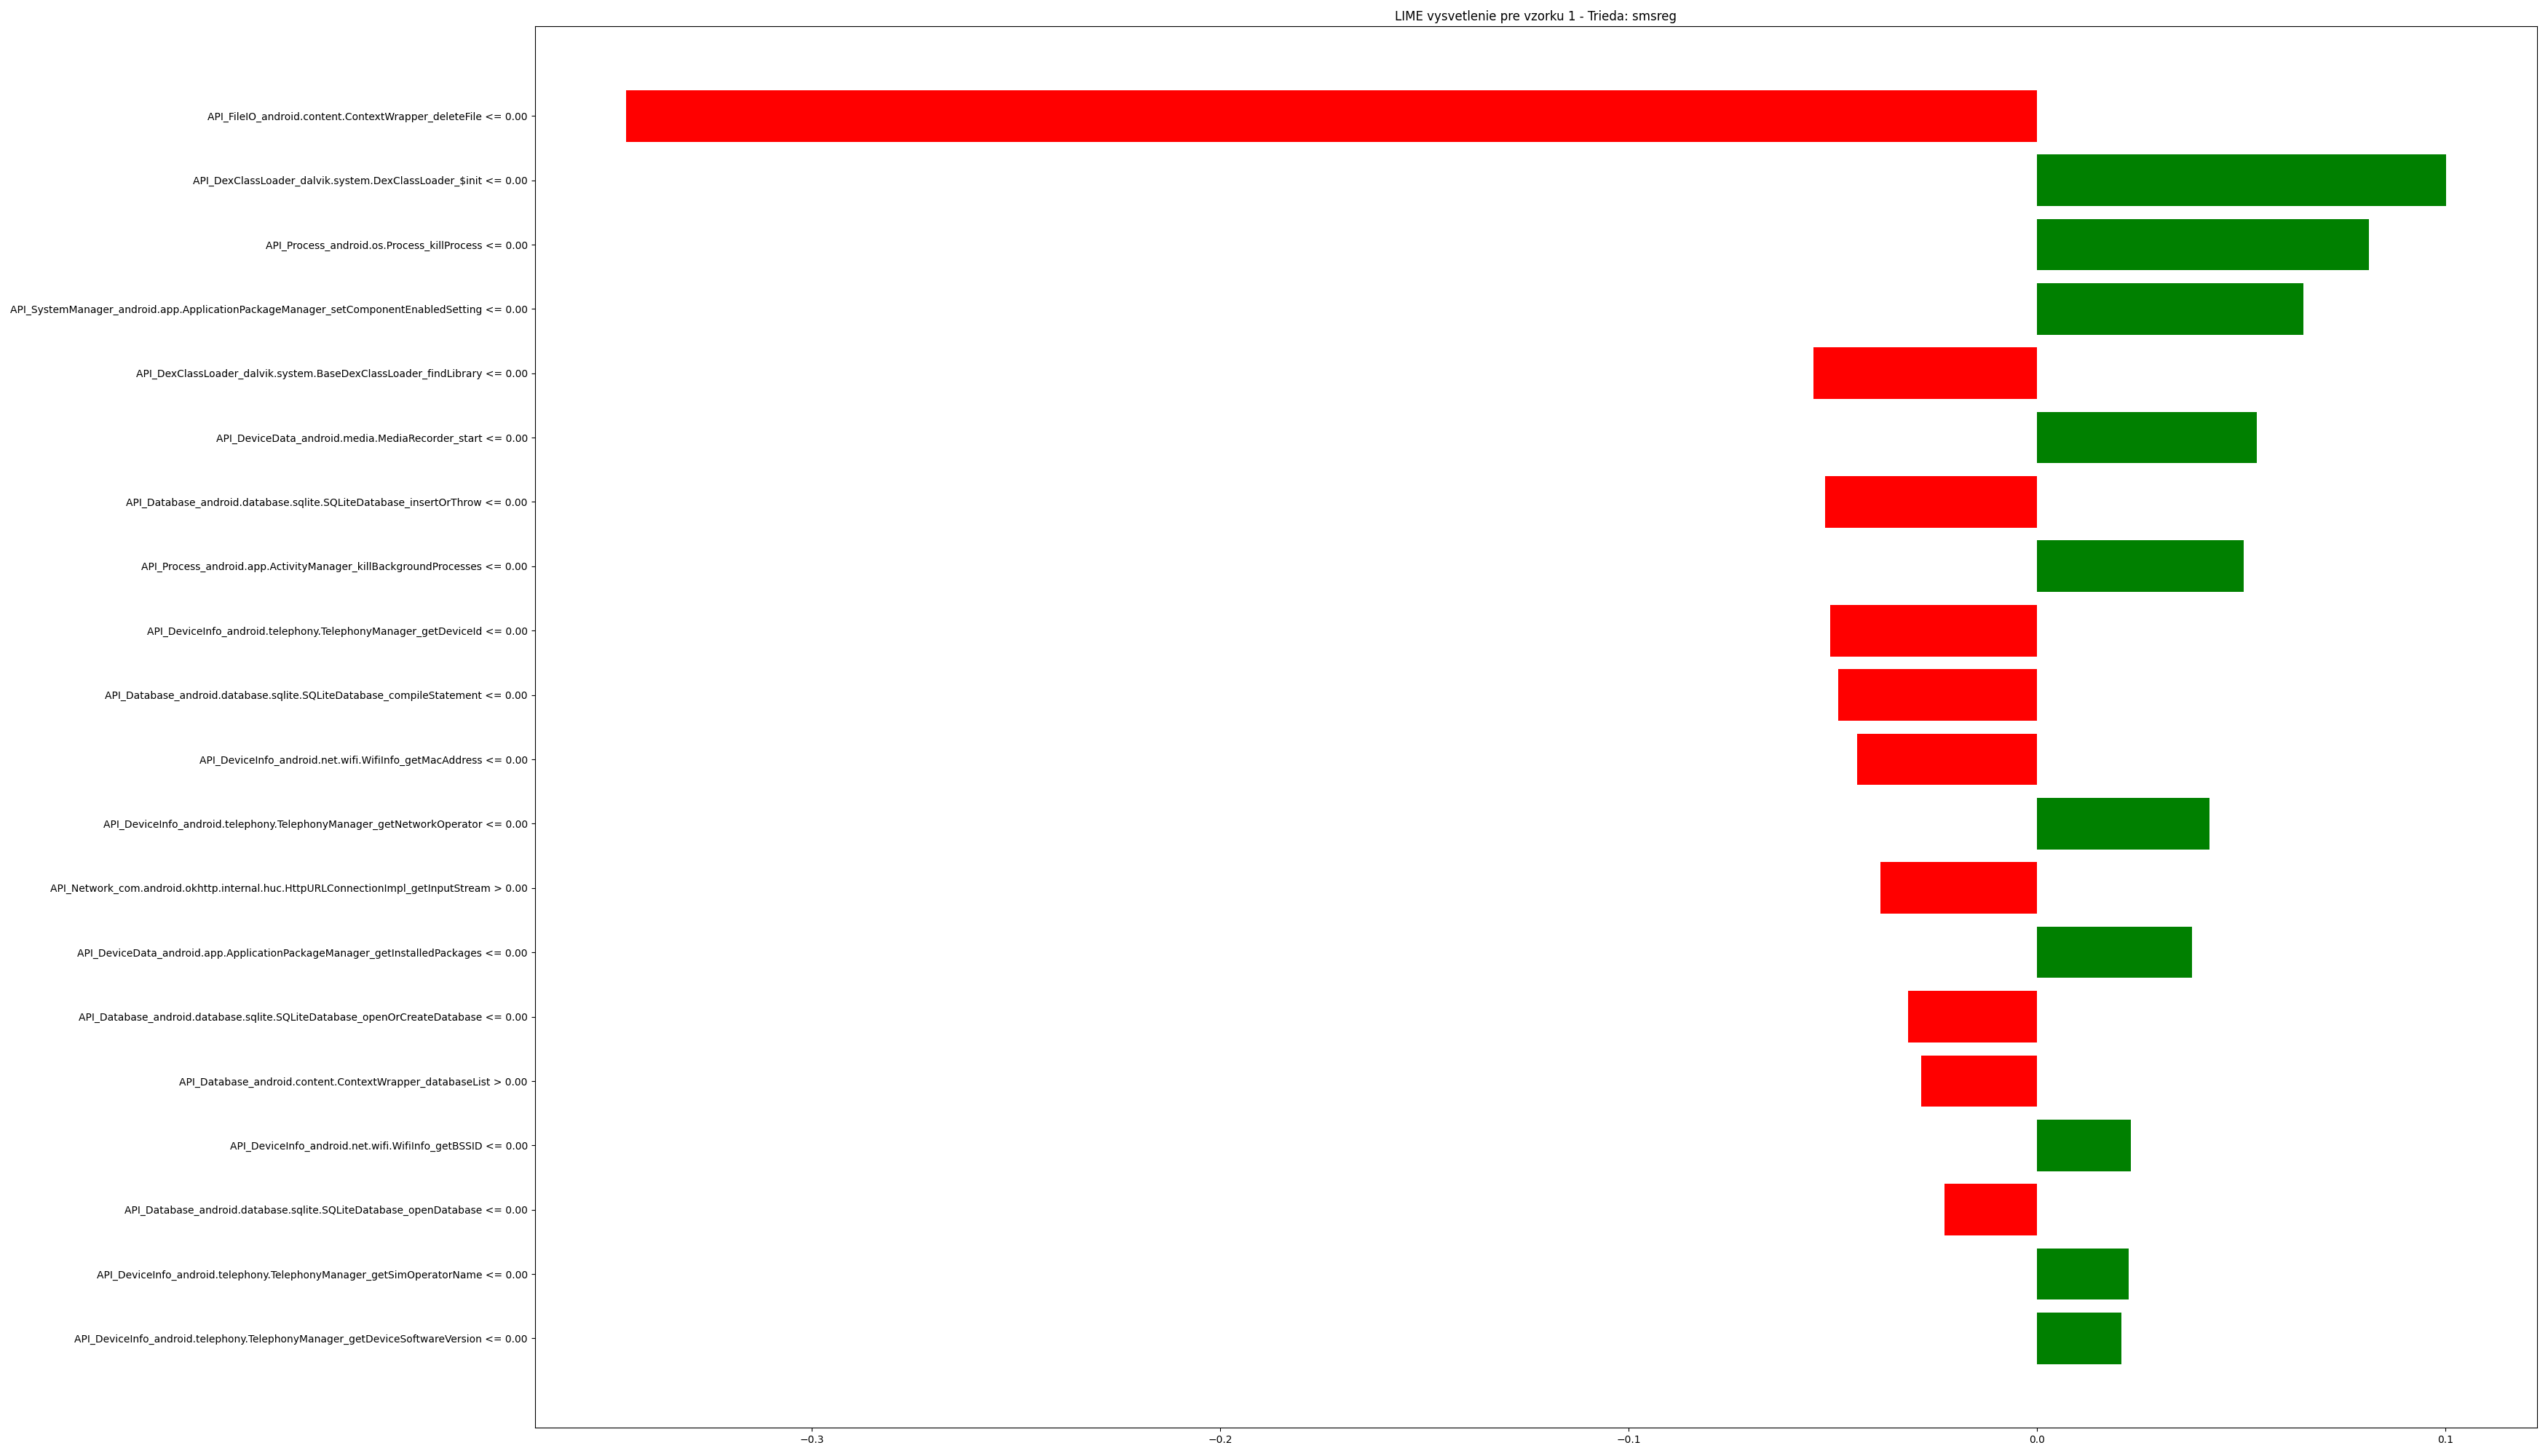 LIME vysvetlenie pre vzorku 1 - Trieda: smsreg
API_FileIO_android.content.ContextWrapper_deleteFile <= 0.00
API_DexClassLoader_dalvik.system.DexClassLoader_$init <= 0.00
API_Process_android.os.Process_killProcess <= 0.00
API_SystemManager_android.app.ApplicationPackageManager_setComponentEnabledSetting <= 0.00
API_DexClassLoader_dalvik.system.BaseDexClassLoader_findLibrary <= 0.00
API_DeviceData_android.media.MediaRecorder_start <= 0.00
API_Database_android.database.sqlite.SQLiteDatabase_insertOrThrow <= 0.00
API_Process_android.app.ActivityManager_killBackgroundProcesses <= 0.00
API_DeviceInfo_android.telephony.TelephonyManager_getDeviceId <= 0.00
API_Database_android.database.sqlite.SQLiteDatabase_compileStatement <= 0.00
API_DeviceInfo_android.net.wifi.WifiInfo_getMacAddress <= 0.00
API_DeviceInfo_android.telephony.TelephonyManager_getNetworkOperator <= 0.00
API_Network_com.android.okhttp.internal.huc.HttpURLConnectionImpl_getInputStream > 0.00
API_DeviceData_android.app.ApplicationPackageManager_getInstalledPackages <= 0.00
API_Database_android.database.sqlite.SQLiteDatabase_openOrCreateDatabase <= 0.00
API_Database_android.content.ContextWrapper_databaseList > 0.00
API_DeviceInfo_android.net.wifi.WifiInfo_getBSSID <= 0.00
API_Database_android.database.sqlite.SQLiteDatabase_openDatabase <= 0.00
API_DeviceInfo_android.telephony.TelephonyManager_getSimOperatorName <= 0.00
API_DeviceInfo_android.telephony.TelephonyManager_getDeviceSoftwareVersion <= 0.00
−0.3 −0.2 −0.1 0.0 0.1